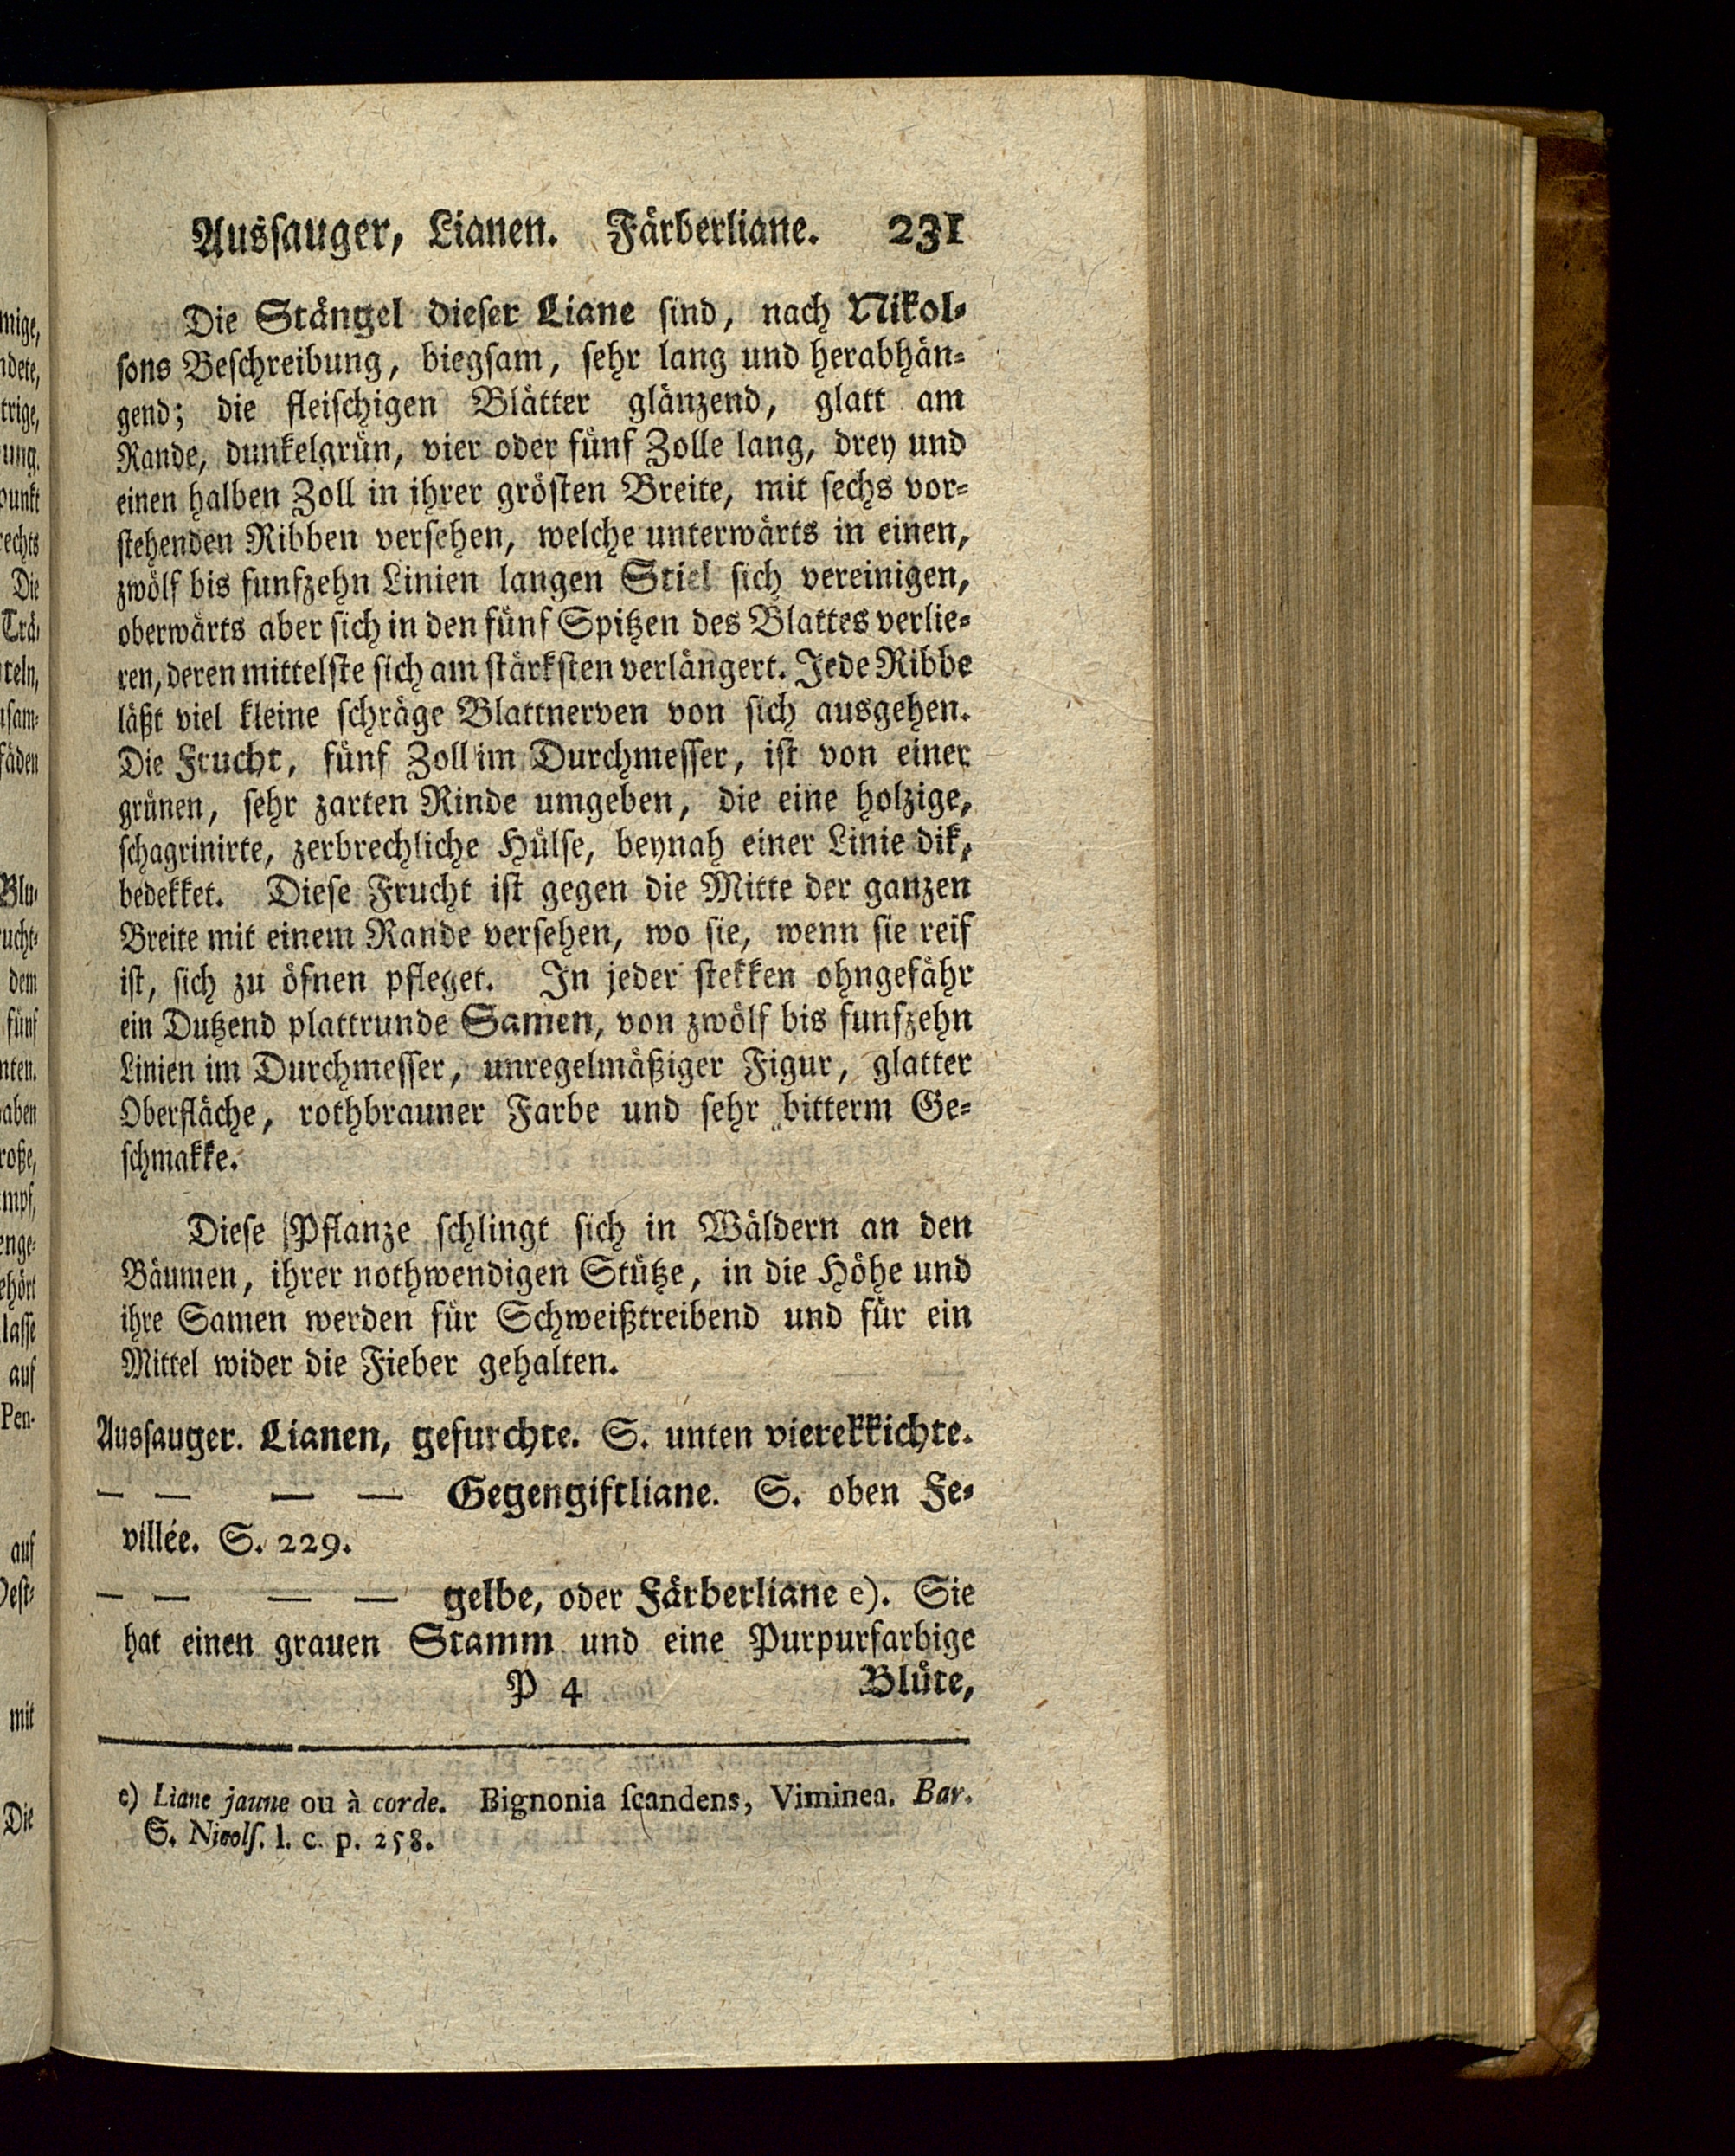 Aussauger, Lianen. Färberliane. 231
Die Stängel dieser Liane sind, nach Nikol-
sons Beschreibung, biegsam, sehr lang und herabhän-
gend; die fleischigen Blätter glänzend, glatt am
Rande, dunkelgrün, vier oder fünf Zolle lang, drey und
einen halben Zoll in ihrer grösten Breite, mit sechs vor-
stehenden Ribben versehen, welche unterwärts in einen,
zwölf bis funfzehn Linien langen Stiel sich vereinigen,
oberwärts aber sich in den fünf Spitzen des Blattes verlie-
ren, deren mittelste sich am stärksten verlängert. Jede Ribbe
läßt viel kleine schräge Blattnerven von sich ausgehen.
Die Frucht, fünf Zoll im Durchmesser, ist von einer
grünen, sehr zarten Rinde umgeben, die eine holzige,
schagrinirte, zerbrechliche Hülse, beynah einer Linie dik,
bedekket. Diese Frucht ist gegen die Mitte der ganzen
Breite mit einem Rande versehen, wo sie, wenn sie reif
ist, sich zu öfnen pfleget. In jeder stekken ohngefähr
ein Dutzend plattrunde Samen, von zwölf bis funfzehn
Linien im Durchmesser, unregelmäßiger Figur, glatter
Oberfläche, rothbrauner Farbe und sehr bitterm Ge-
schmakke.
Diese Pflanze schlingt sich in Wäldern an den
Bäumen, ihrer nothwendigen Stütze, in die Höhe und
ihre Samen werden für Schweißtreibend und für ein
Mittel wider die Fieber gehalten.
Aussauger. Lianen, gefurchte. S. unten vierekkichte.
— — — — Gegengiftliane. S. oben Fe-
villée. S. 229.
— — — — gelbe, oder Färberliane e). Sie
hat einen grauen Stamm und eine Purpurfarbige
P 4 Blüte,
e) Liane jaune ou à corde. Bignonia ſcandens, Viminea. Bar.
S. Nicolſ. l. c. p. 258.